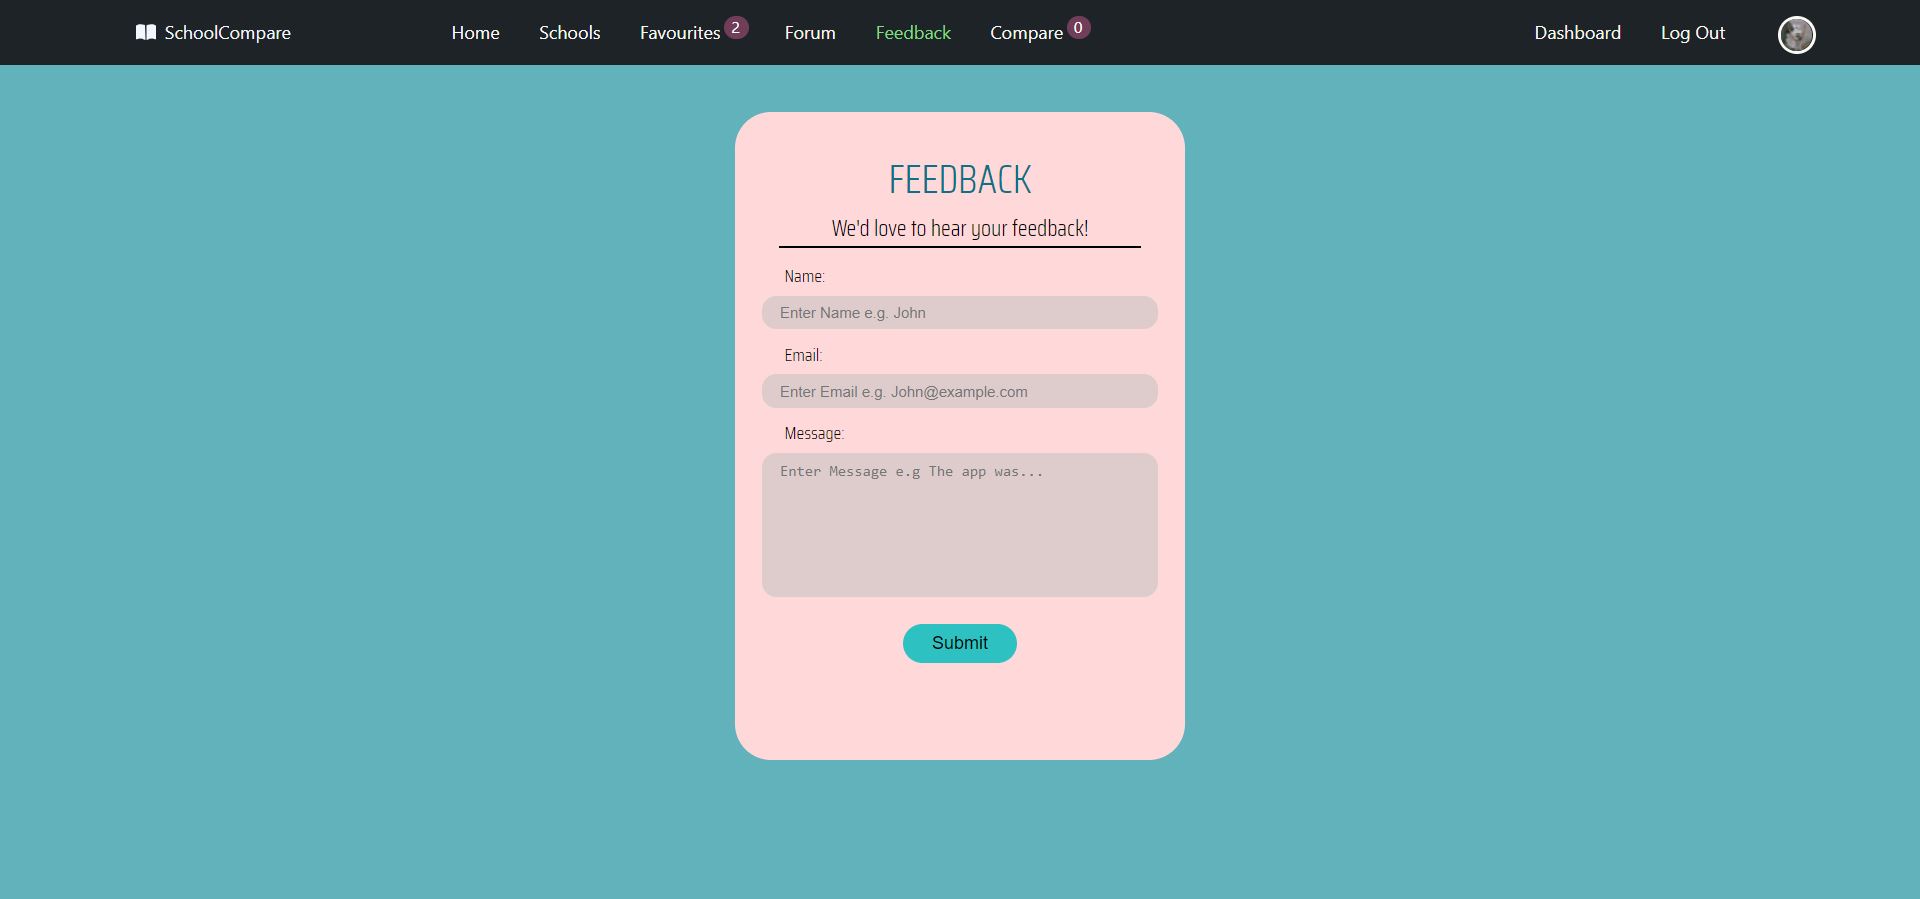 SchoolCompare Home Schools Favourites 2 Forum Feedback Compare 0 Dashboard Log Out
FEEDBACK
We'd love to hear your feedback!
Name:
Enter Name e.g. John
Email:
Enter Email e.g. John@example.com
Message:
Enter Message e.g The app was...
Submit